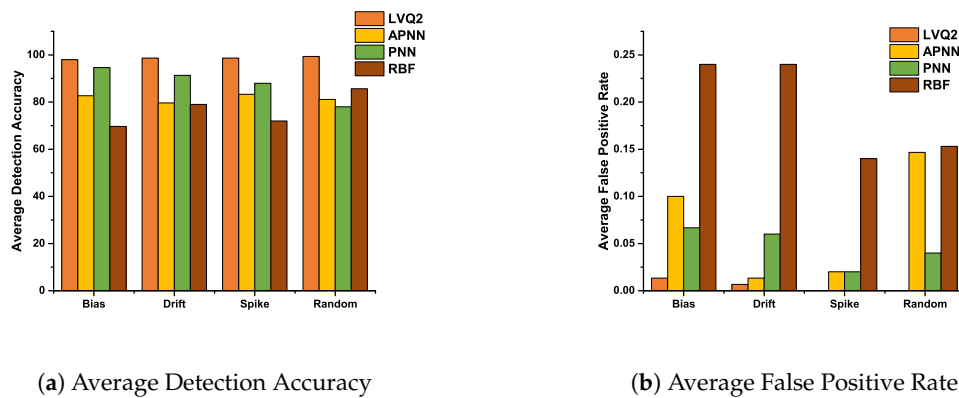 LVQ2
APNN
PNN
RBF
Average Detection Accuracy
100
80
60
40
20
0
Bias Drift Spike Random
(a) Average Detection Accuracy
LVQ2
APNN
PNN
RBF
Average False Positive Rate
0.25
0.20
0.15
0.10
0.05
0.00
Bias Drift Spike Random
(b) Average False Positive Rate